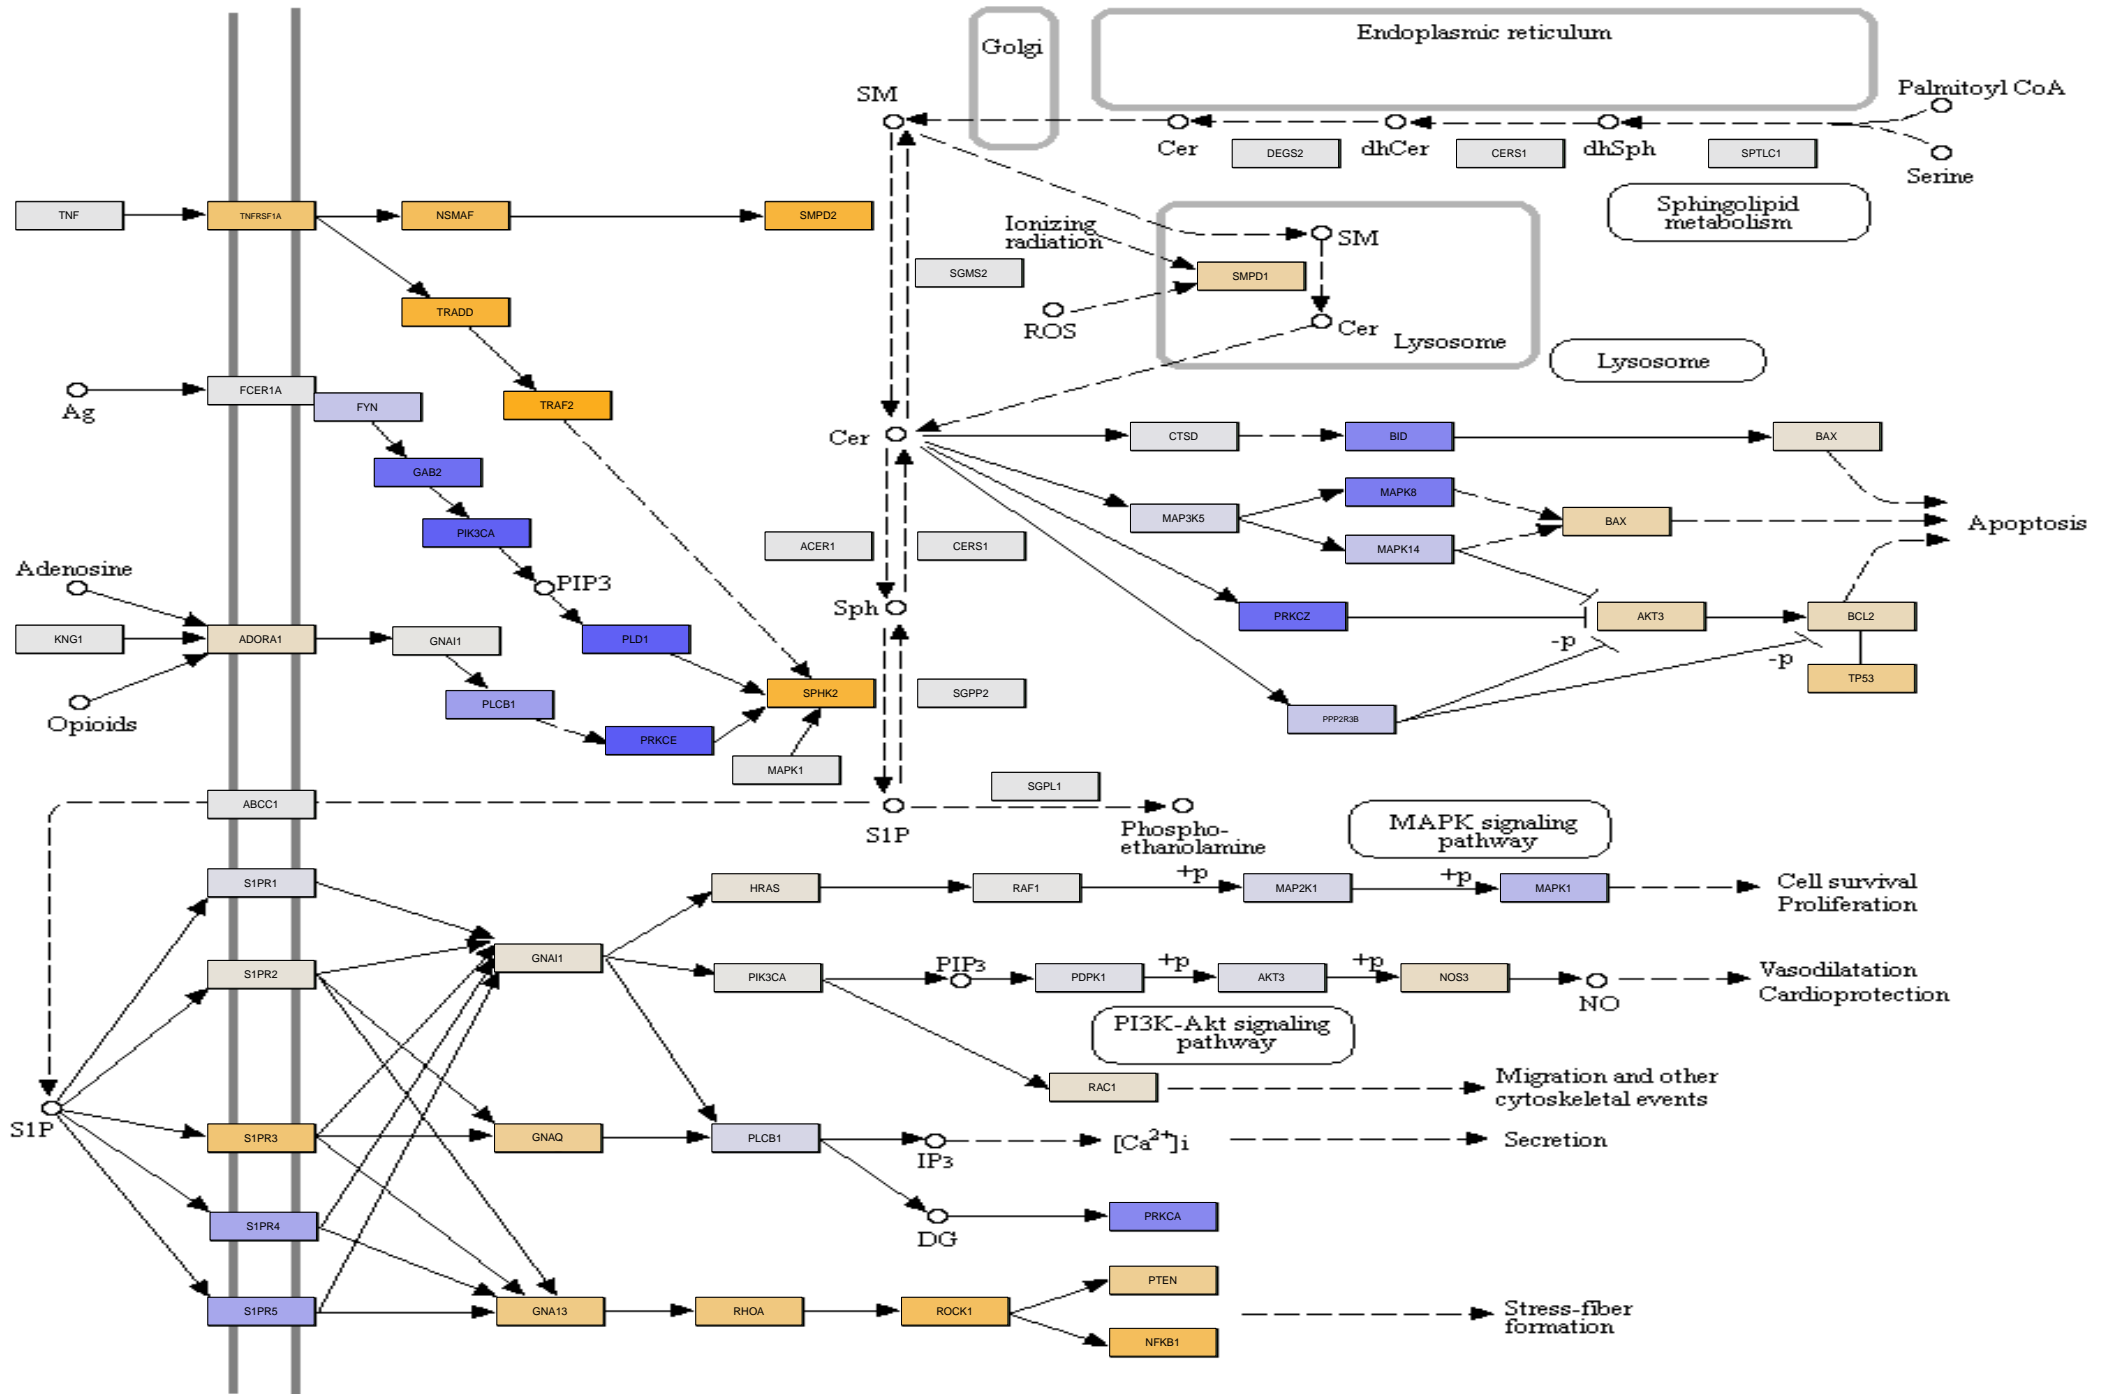 Golgi
Endoplasmic reticulum
SM
Palmitoyl CoA
Cer
DEGS2
dhCer
CERS1
dhSph
SPTLC1
Serine
TNF
TNFRSF1A
NSMAF
SMPD2
Sphingolipid
metabolism
Ionizing
radiation
SM
SGMS2
SMPD1
TRADD
ROS
Cer
Lysosome
Lysosome
FCER1A
Ag
FYN
TRAF2
Cer
CTSD
BID
BAX
GAB2
MAPK8
MAP3K5
BAX
Apoptosis
PIK3CA
ACER1
CERS1
MAPK14
Adenosine
PIP3
Sph
PRKCZ
AKT3
BCL2
KNG1
ADORA1
GNAI1
PLD1
-p
-p
TP53
Opioids
PLCB1
SPHK2
SGPP2
PPP2R3B
PRKCE
MAPK1
SGPL1
ABCC1
S1P
Phospho-
ethanolamine
MAPK signaling
pathway
S1PR1
HRAS
RAF1
+p
MAP2K1
+p
MAPK1
Cell survival
Proliferation
S1PR2
GNAI1
PIK3CA
PIP3
PDPK1
+p
AKT3
+p
NOS3
NO
Vasodilatation
Cardioprotection
PI3K-Akt signaling
pathway
RAC1
Migration and other
cytoskeletal events
S1P
S1PR3
GNAQ
PLCB1
IP3
[Ca2+]i
Secretion
S1PR4
DG
PRKCA
PTEN
S1PR5
GNA13
RHOA
ROCK1
Stress-fiber
formation
NFKB1